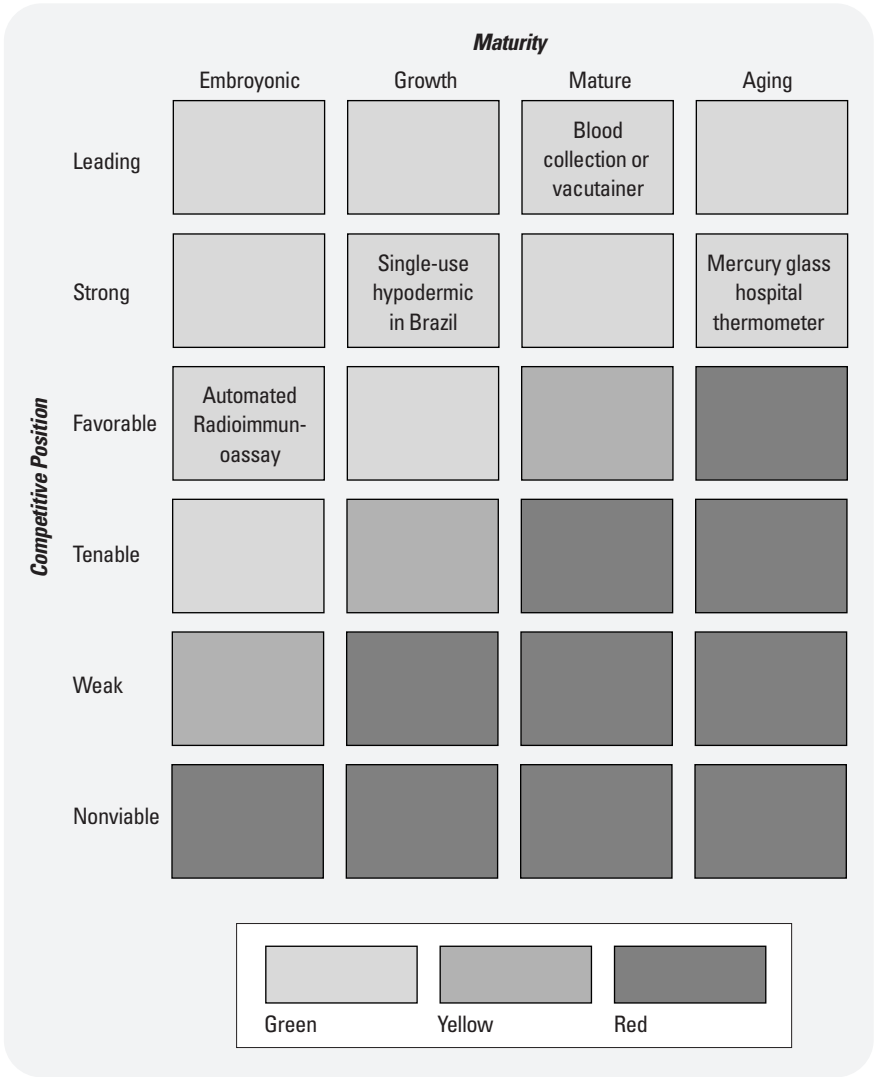 Maturity
Embroyonic Growth Mature Aging
Leading
Blood
collection or
vacutainer
Strong
Single-use
hypodermic
in Brazil
Mercury glass
hospital
thermometer
Competitive Position
Favorable
Automated
Radioimmun-
oassay
Tenable
Weak
Nonviable
Green Yellow Red